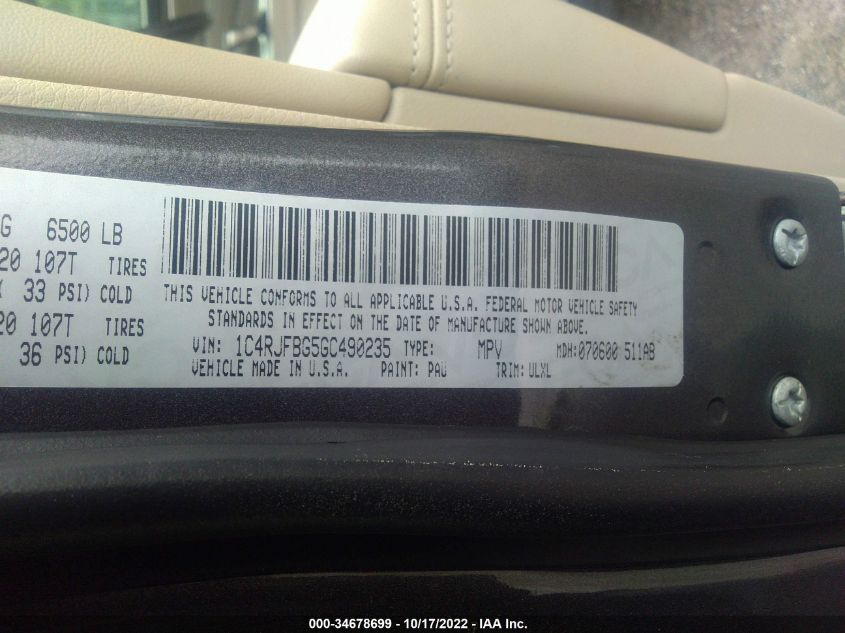 G 6500 LB
20 107T TIRES
33 PSI) COLD
20 107T TIRES
36 PSI) COLD
THIS VEHICLE CONFORMS TO ALL APPLICABLE U.S.A. FEDERAL MOTOR VEHICLE SAFETY
STANDARDS IN EFFECT ON THE DATE OF MANUFACTURE SHOWN ABOVE.
VIN: 1C4RJFBG5GC490235 TYPE: MPV MDH: 070600 511AB
VEHICLE MADE IN U.S.A. PAINT: PAU TRIM: ULXL
000-34678699 - 10/17/2022 - IAA Inc.